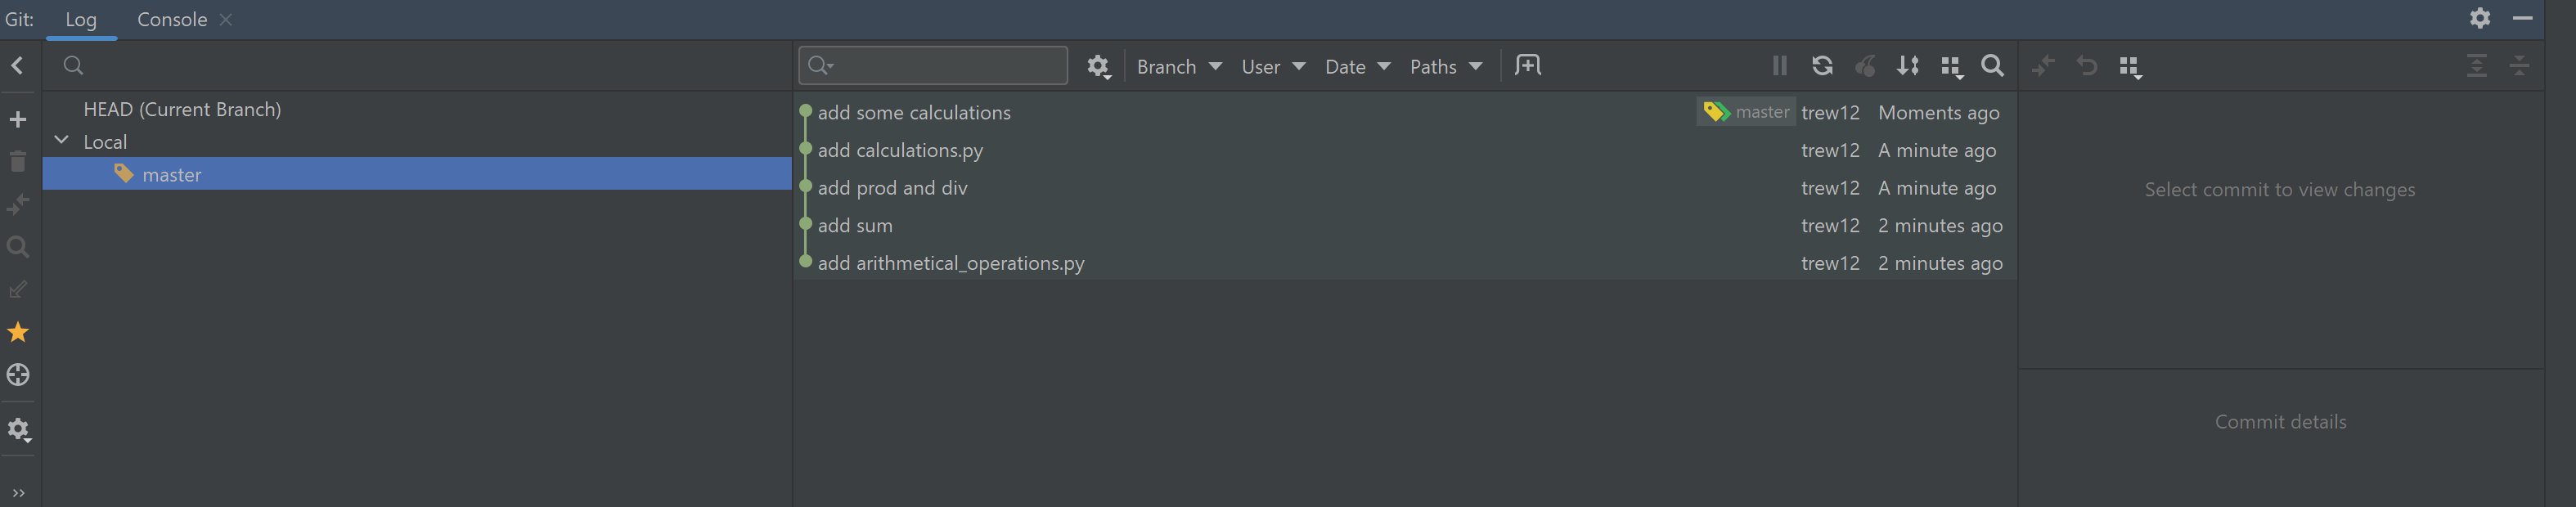 Git: Log Console
Branch User Date Paths
HEAD (Current Branch)
Local
master
add some calculations master trew12 Moments ago
add calculations.py trew12 A minute ago
add prod and div trew12 A minute ago
add sum trew12 2 minutes ago
add arithmetical_operations.py trew12 2 minutes ago
Select commit to view changes
Commit details